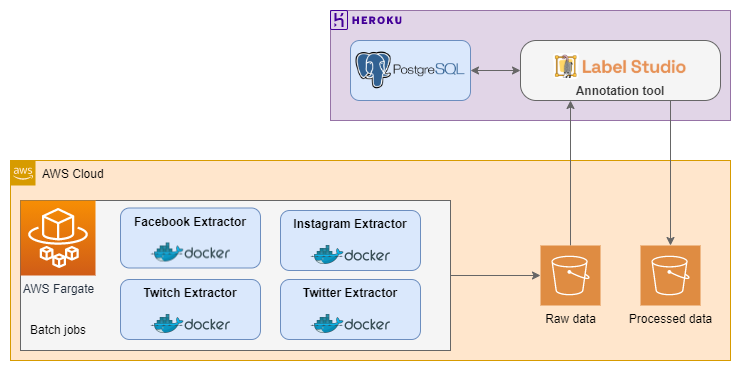 HEROKU
PostgreSQL
Label Studio
Annotation tool
aws
AWS Cloud
Facebook Extractor
docker
Instagram Extractor
docker
AWS Fargate
Twitch Extractor
docker
Twitter Extractor
docker
Batch jobs
Raw data
Processed data